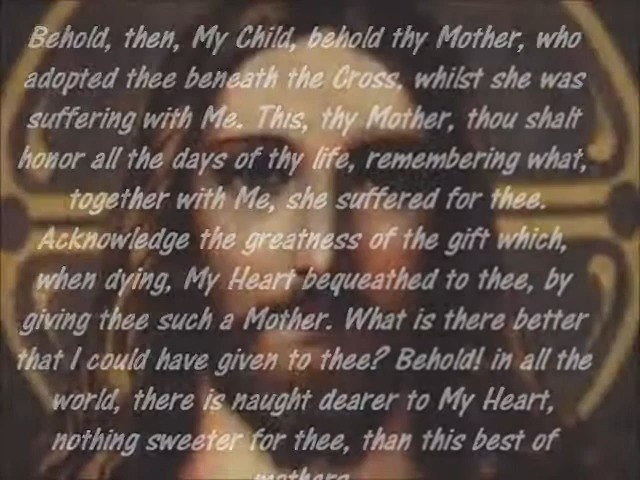 Behold, then, My Child, behold thy Mother, who
adopted thee beneath the Cross, whilst she was
suffering with Me. This, thy Mother, thou shalt
honor all the days of thy life, remembering what,
together with Me, she suffered for thee.
Acknowledge the greatness of the gift which,
when dying, My Heart bequeathed to thee, by
giving thee such a Mother. What is there better
that I could have given to thee? Behold! in all the
world, there is naught dearer to My Heart,
nothing sweeter for thee, than this best of
mothers